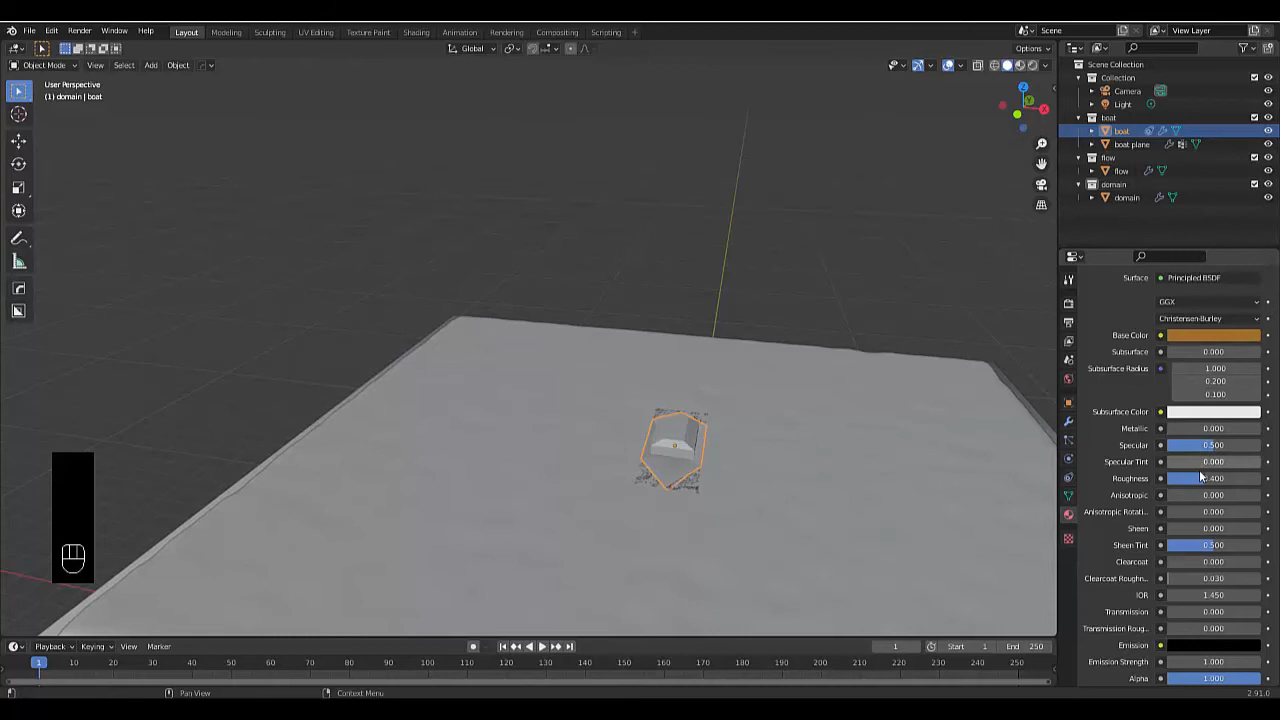 File Edit Render Window Help Layout Modeling Sculpting UV Editing Texture Paint Shading Animation Rendering Compositing Scripting + Scene View Layer
Global Options
Object Mode View Select Add Object
User Perspective
(1) domain | boat
Scene Collection
Collection
Camera
Light
boat
boat
boat plane
flow
flow
domain
domain
Z
Y
X
Surface Principled BSDF
GGX
Christensen-Burley
Base Color
Subsurface 0.000
Subsurface Radius 1.000
0.200
0.100
Subsurface Color
Metallic 0.000
Specular 0.500
Specular Tint 0.000
Roughness .400
Anisotropic 0.000
Anisotropic Rotati... 0.000
Sheen 0.000
Sheen Tint 0.500
Clearcoat 0.000
Clearcoat Roughn... 0.030
IOR 1.450
Transmission 0.000
Transmission Roug... 0.000
Emission
Emission Strength 1.000
Alpha 1.000
Playback Keying View Marker 1 Start 1 End 250
1 10 20 30 40 50 60 70 80 90 100 110 120 130 140 150 160 170 180 190 200 210 220 230 240 250
Pan View Context Menu 2.91.0